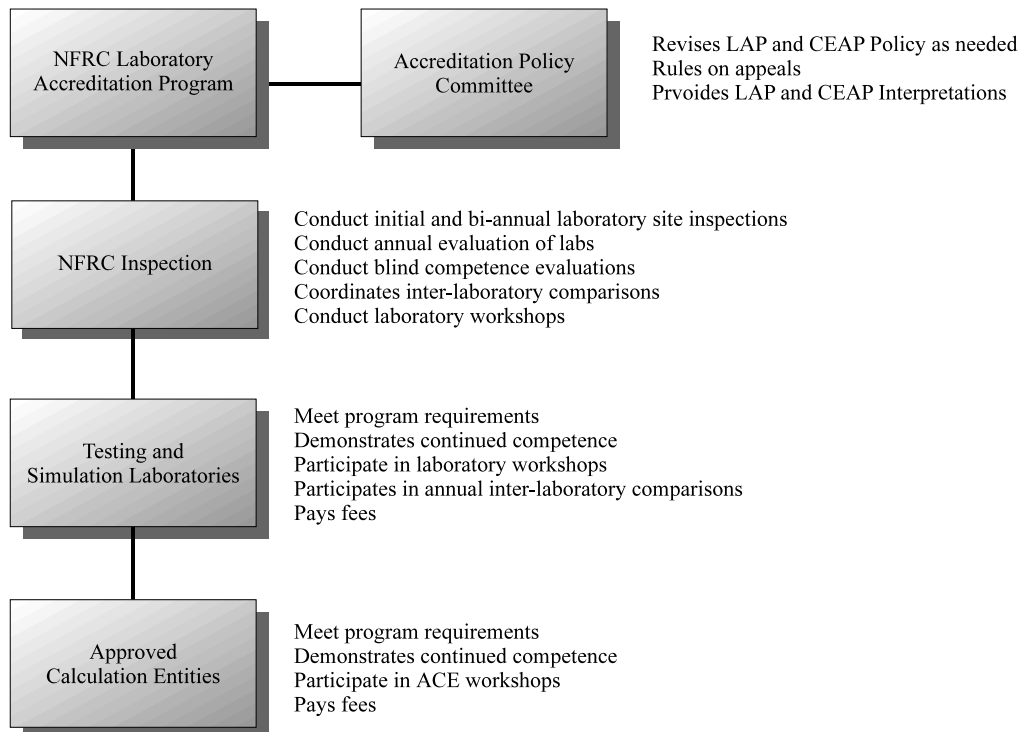 NFRC Laboratory
Accreditation Program
Accreditation Policy
Committee
Revises LAP and CEAP Policy as needed
Rules on appeals
Prvoides LAP and CEAP Interpretations
NFRC Inspection
Conduct initial and bi-annual laboratory site inspections
Conduct annual evaluation of labs
Conduct blind competence evaluations
Coordinates inter-laboratory comparisons
Conduct laboratory workshops
Testing and
Simulation Laboratories
Meet program requirements
Demonstrates continued competence
Participate in laboratory workshops
Participates in annual inter-laboratory comparisons
Pays fees
Approved
Calculation Entities
Meet program requirements
Demonstrates continued competence
Participate in ACE workshops
Pays fees